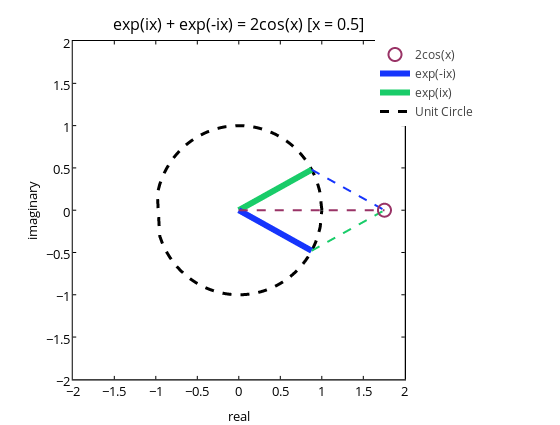 exp(ix) + exp(-ix) = 2cos(x) [x = 0.5]
2cos(x)
exp(-ix)
exp(ix)
Unit Circle
imaginary
2
1.5
1
0.5
0
−0.5
−1
−1.5
−2
−2 −1.5 −1 −0.5 0 0.5 1 1.5 2
real